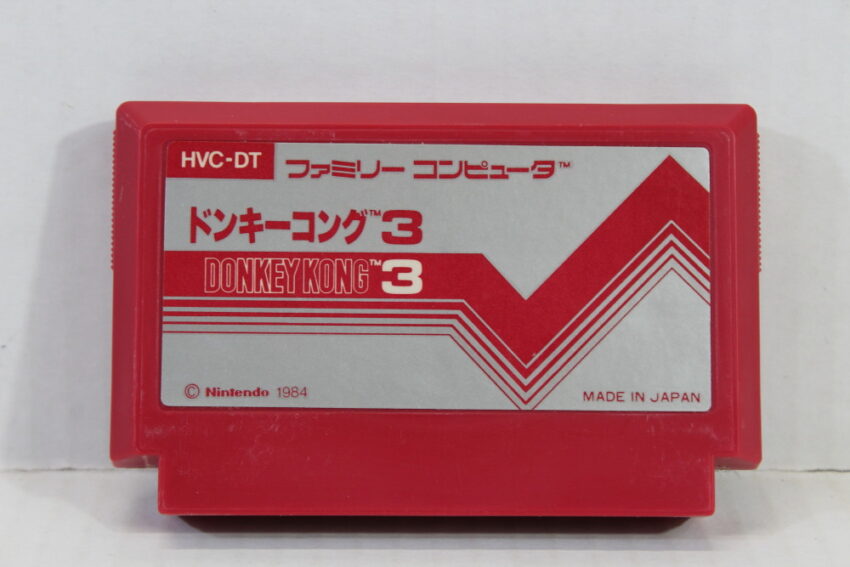 HVC-DT ファミリー コンピュータ™
ドンキーコング™3
DONKEY KONG™3
© Nintendo 1984
MADE IN JAPAN